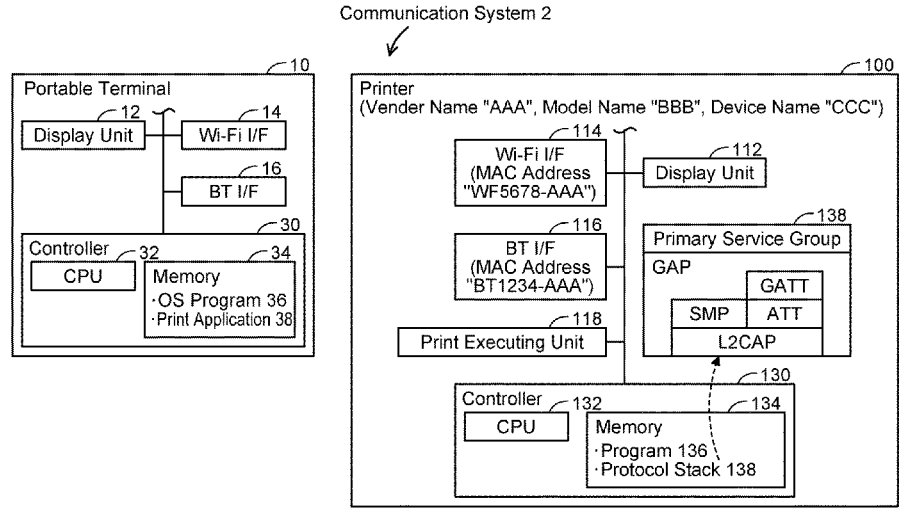 Communication System 2
10
Portable Terminal
12
Display Unit
14
Wi-Fi I/F
16
BT I/F
30
Controller
32
CPU
34
Memory
·OS Program 36
·Print Application 38
100
Printer
(Vender Name "AAA", Model Name "BBB", Device Name "CCC")
114
Wi-Fi I/F
(MAC Address
"WF5678-AAA")
112
Display Unit
116
BT I/F
(MAC Address
"BT1234-AAA")
138
Primary Service Group
GAP
GATT
SMP
ATT
L2CAP
118
Print Executing Unit
130
Controller
132
CPU
134
Memory
·Program 136
·Protocol Stack 138